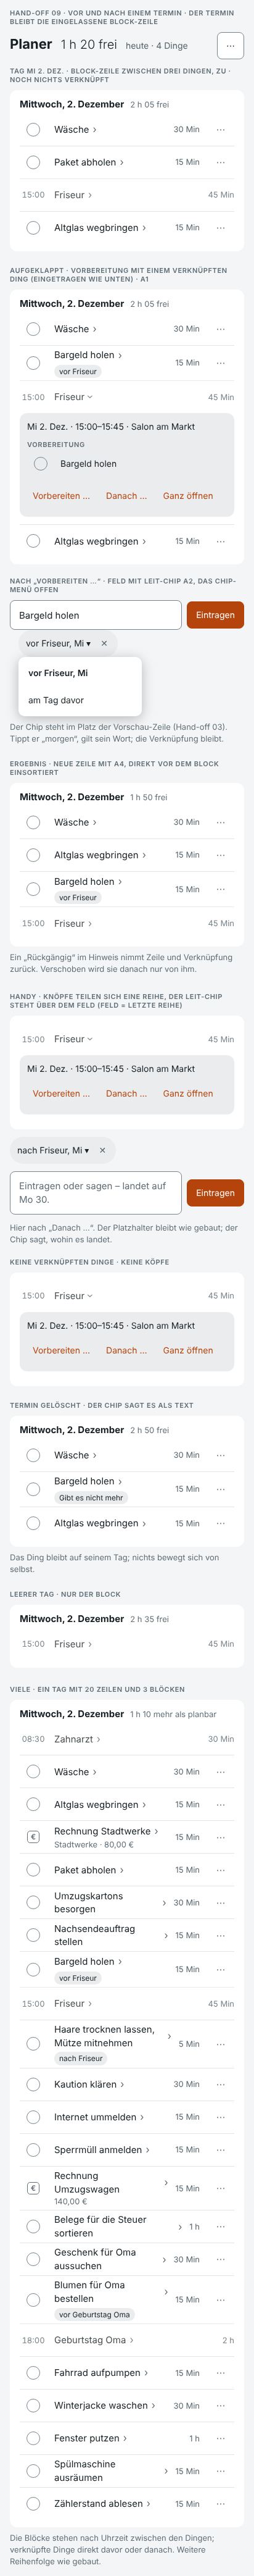 HAND-OFF 09 · VOR UND NACH EINEM TERMIN · DER TERMIN
BLEIBT DIE EINGELASSENE BLOCK-ZEILE
Planer 1 h 20 frei heute · 4 Dinge …
TAG MI 2. DEZ. · BLOCK-ZEILE ZWISCHEN DREI DINGEN, ZU ·
NOCH NICHTS VERKNÜPFT
Mittwoch, 2. Dezember 2 h 05 frei
Wäsche › 30 Min …
Paket abholen › 15 Min …
15:00 Friseur › 45 Min
Altglas wegbringen › 15 Min …
AUFGEKLAPPT · VORBEREITUNG MIT EINEM VERKNÜPFTEN
DING (EINGETRAGEN WIE UNTEN) · A1
Mittwoch, 2. Dezember 2 h 05 frei
Wäsche › 30 Min …
Bargeld holen › 15 Min …
vor Friseur
15:00 Friseur 45 Min
Mi 2. Dez. · 15:00–15:45 · Salon am Markt
VORBEREITUNG
Bargeld holen
Vorbereiten … Danach … Ganz öffnen
Altglas wegbringen › 15 Min …
NACH „VORBEREITEN …“ · FELD MIT LEIT-CHIP A2, DAS CHIP-
MENÜ OFFEN
Bargeld holen Eintragen
vor Friseur, Mi ▾ ✕
vor Friseur, Mi
am Tag davor
Der Chip steht im Platz der Vorschau-Zeile (Hand-off 03).
Tippt er „morgen“, gilt sein Wort; die Verknüpfung bleibt.
ERGEBNIS · NEUE ZEILE MIT A4, DIREKT VOR DEM BLOCK
EINSORTIERT
Mittwoch, 2. Dezember 1 h 50 frei
Wäsche › 30 Min …
Altglas wegbringen › 15 Min …
Bargeld holen › 15 Min …
vor Friseur
15:00 Friseur › 45 Min
Ein „Rückgängig“ im Hinweis nimmt Zeile und Verknüpfung
zurück. Verschoben wird sie danach nur von ihm.
HANDY · KNÖPFE TEILEN SICH EINE REIHE, DER LEIT-CHIP
STEHT ÜBER DEM FELD (FELD = LETZTE REIHE)
15:00 Friseur 45 Min
Mi 2. Dez. · 15:00–15:45 · Salon am Markt
Vorbereiten … Danach … Ganz öffnen
nach Friseur, Mi ▾ ✕
Eintragen oder sagen – landet auf
Mo 30.
Eintragen
Hier nach „Danach …“. Der Platzhalter bleibt wie gebaut; der
Chip sagt, wohin es landet.
KEINE VERKNÜPFTEN DINGE · KEINE KÖPFE
15:00 Friseur 45 Min
Mi 2. Dez. · 15:00–15:45 · Salon am Markt
Vorbereiten … Danach … Ganz öffnen
TERMIN GELÖSCHT · DER CHIP SAGT ES ALS TEXT
Mittwoch, 2. Dezember 2 h 50 frei
Wäsche › 30 Min …
Bargeld holen › 15 Min …
Gibt es nicht mehr
Altglas wegbringen › 15 Min …
Das Ding bleibt auf seinem Tag; nichts bewegt sich von
selbst.
LEERER TAG · NUR DER BLOCK
Mittwoch, 2. Dezember 2 h 35 frei
15:00 Friseur › 45 Min
VIELE · EIN TAG MIT 20 ZEILEN UND 3 BLÖCKEN
Mittwoch, 2. Dezember 1 h 10 mehr als planbar
08:30 Zahnarzt › 30 Min
Wäsche › 30 Min …
Altglas wegbringen › 15 Min …
€ Rechnung Stadtwerke › 15 Min …
Stadtwerke · 80,00 €
Paket abholen › 15 Min …
Umzugskartons
besorgen › 30 Min …
Nachsendeauftrag
stellen › 15 Min …
Bargeld holen › 15 Min …
vor Friseur
15:00 Friseur › 45 Min
Haare trocknen lassen,
Mütze mitnehmen › 5 Min …
nach Friseur
Kaution klären › 30 Min …
Internet ummelden › 15 Min …
Sperrmüll anmelden › 15 Min …
€ Rechnung
Umzugswagen › 15 Min …
140,00 €
Belege für die Steuer
sortieren › 1 h …
Geschenk für Oma
aussuchen › 30 Min …
Blumen für Oma
bestellen › 15 Min …
vor Geburtstag Oma
18:00 Geburtstag Oma › 2 h
Fahrrad aufpumpen › 15 Min …
Winterjacke waschen › 30 Min …
Fenster putzen › 1 h …
Spülmaschine
ausräumen › 15 Min …
Zählerstand ablesen › 15 Min …
Die Blöcke stehen nach Uhrzeit zwischen den Dingen;
verknüpfte Dinge direkt davor oder danach. Weitere
Reihenfolge wie gebaut.